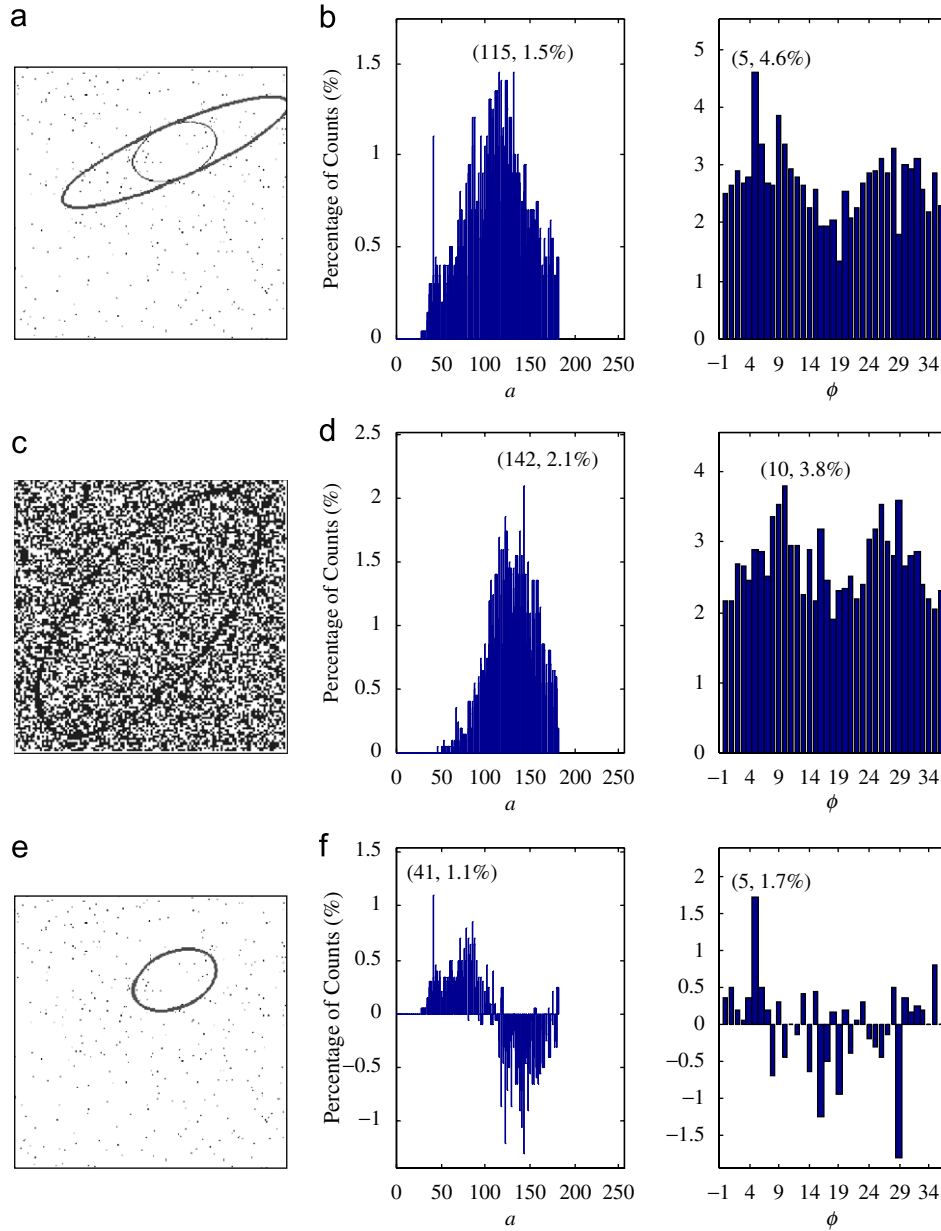 a
b
Percentage of Counts (%)
1.5
1
0.5
0
(115, 1.5%)
0 50 100 150 200 250
a
5
4
3
2
1
0
(5, 4.6%)
−1 4 9 14 19 24 29 34
ϕ
c
d
Percentage of Counts (%)
2.5
2
1.5
1
0.5
0
(142, 2.1%)
0 50 100 150 200 250
a
4
3
2
1
0
(10, 3.8%)
−1 4 9 14 19 24 29 34
ϕ
e
f
Percentage of Counts (%)
1.5
1
0.5
0
−0.5
−1
(41, 1.1%)
0 50 100 150 200 250
a
2
1.5
1
0.5
0
−0.5
−1
−1.5
(5, 1.7%)
−1 4 9 14 19 24 29 34
ϕ